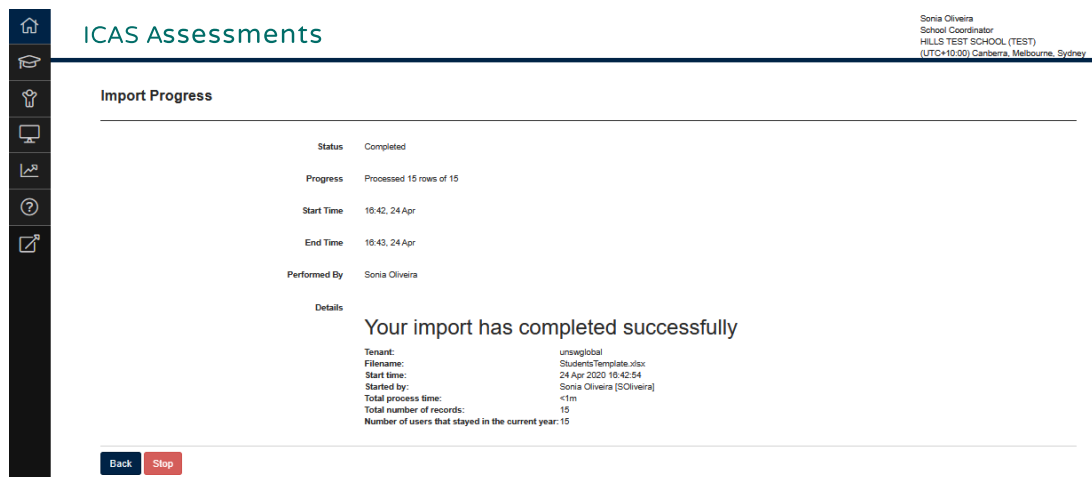 ICAS Assessments
Sonia Oliveira
School Coordinator
HILLS TEST SCHOOL (TEST)
(UTC+10:00) Canberra, Melbourne, Sydney
Import Progress
Status Completed
Progress Processed 15 rows of 15
Start Time 16:42, 24 Apr
End Time 16:43, 24 Apr
Performed By Sonia Oliveira
Details
Your import has completed successfully
Tenant: unswglobal
Filename: StudentsTemplate.xlsx
Start time: 24 Apr 2020 16:42:54
Started by: Sonia Oliveira [SOliveira]
Total process time: <1m
Total number of records: 15
Number of users that stayed in the current year: 15
Back Stop